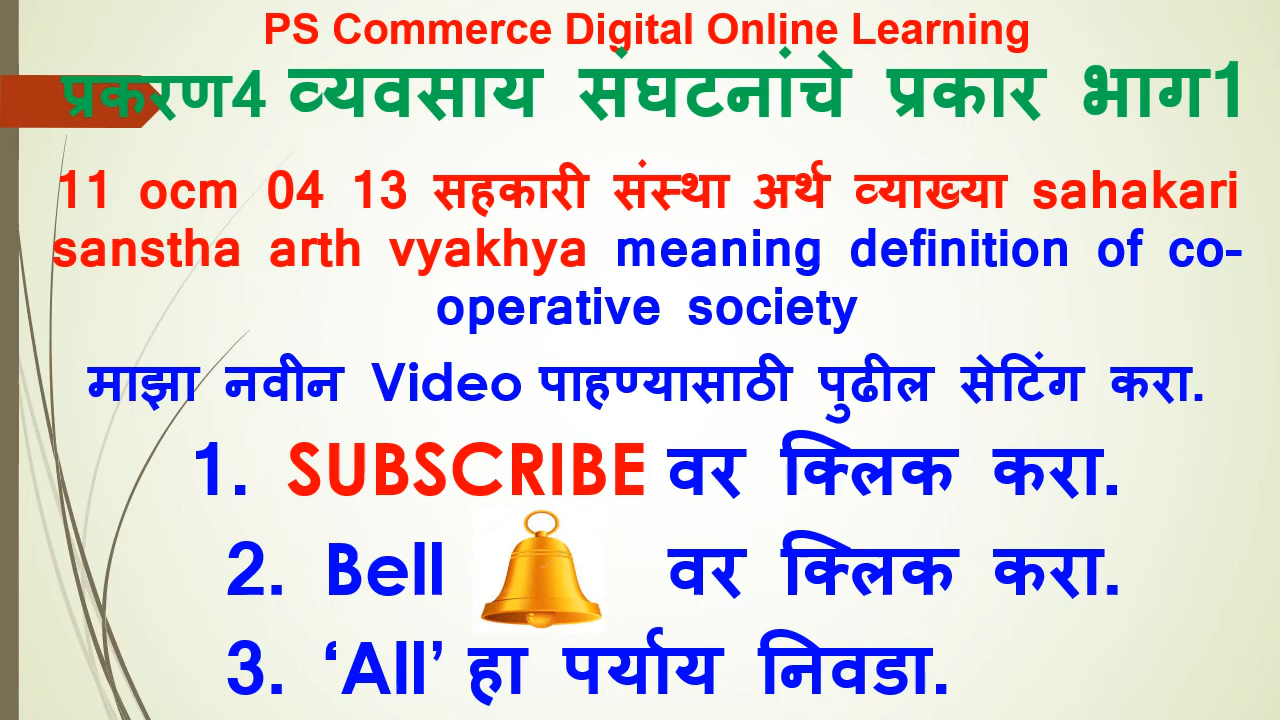 PS Commerce Digital Online Learning
प्रकरण4 व्यवसाय संघटनांचे प्रकार भाग1
11 ocm 04 13 सहकारी संस्था अर्थ व्याख्या sahakari
sanstha arth vyakhya meaning definition of co-
operative society
माझा नवीन Video पाहण्यासाठी पुढील सेटिंग करा.
1. SUBSCRIBE वर क्लिक करा.
2. Bell वर क्लिक करा.
3. ‘All’ हा पर्याय निवडा.